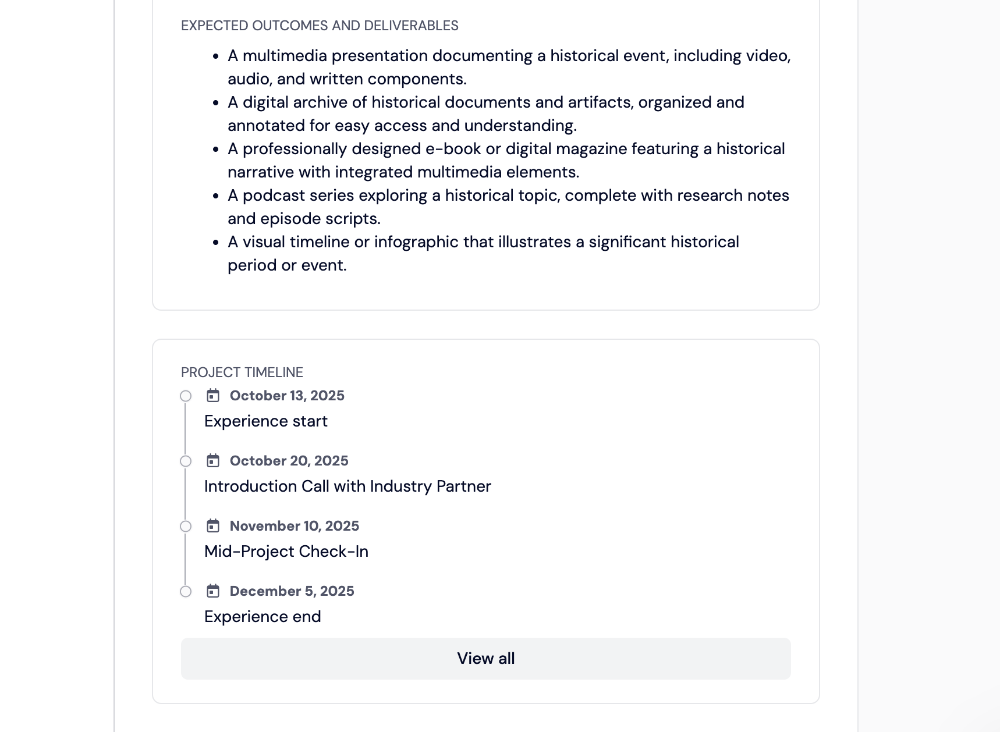 EXPECTED OUTCOMES AND DELIVERABLES
• A multimedia presentation documenting a historical event, including video,
audio, and written components.
• A digital archive of historical documents and artifacts, organized and
annotated for easy access and understanding.
• A professionally designed e-book or digital magazine featuring a historical
narrative with integrated multimedia elements.
• A podcast series exploring a historical topic, complete with research notes
and episode scripts.
• A visual timeline or infographic that illustrates a significant historical
period or event.
PROJECT TIMELINE
October 13, 2025
Experience start
October 20, 2025
Introduction Call with Industry Partner
November 10, 2025
Mid-Project Check-In
December 5, 2025
Experience end
View all